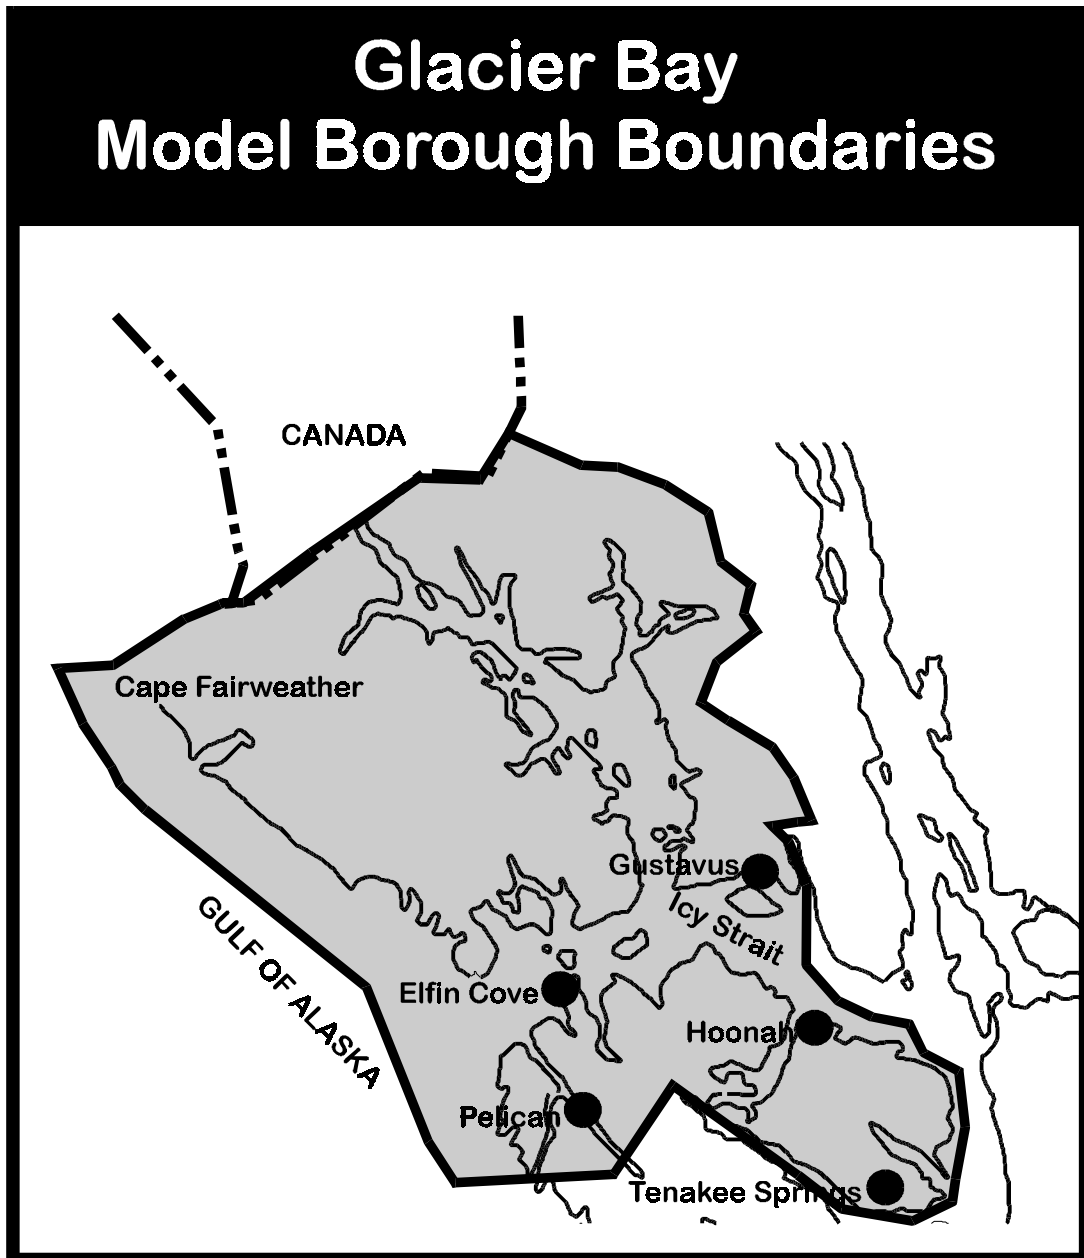 Glacier Bay
Model Borough Boundaries
CANADA
Cape Fairweather
Gustavus
Icy Strait
GULF OF ALASKA
Elfin Cove
Hoonah
Pelican
Tenakee Springs